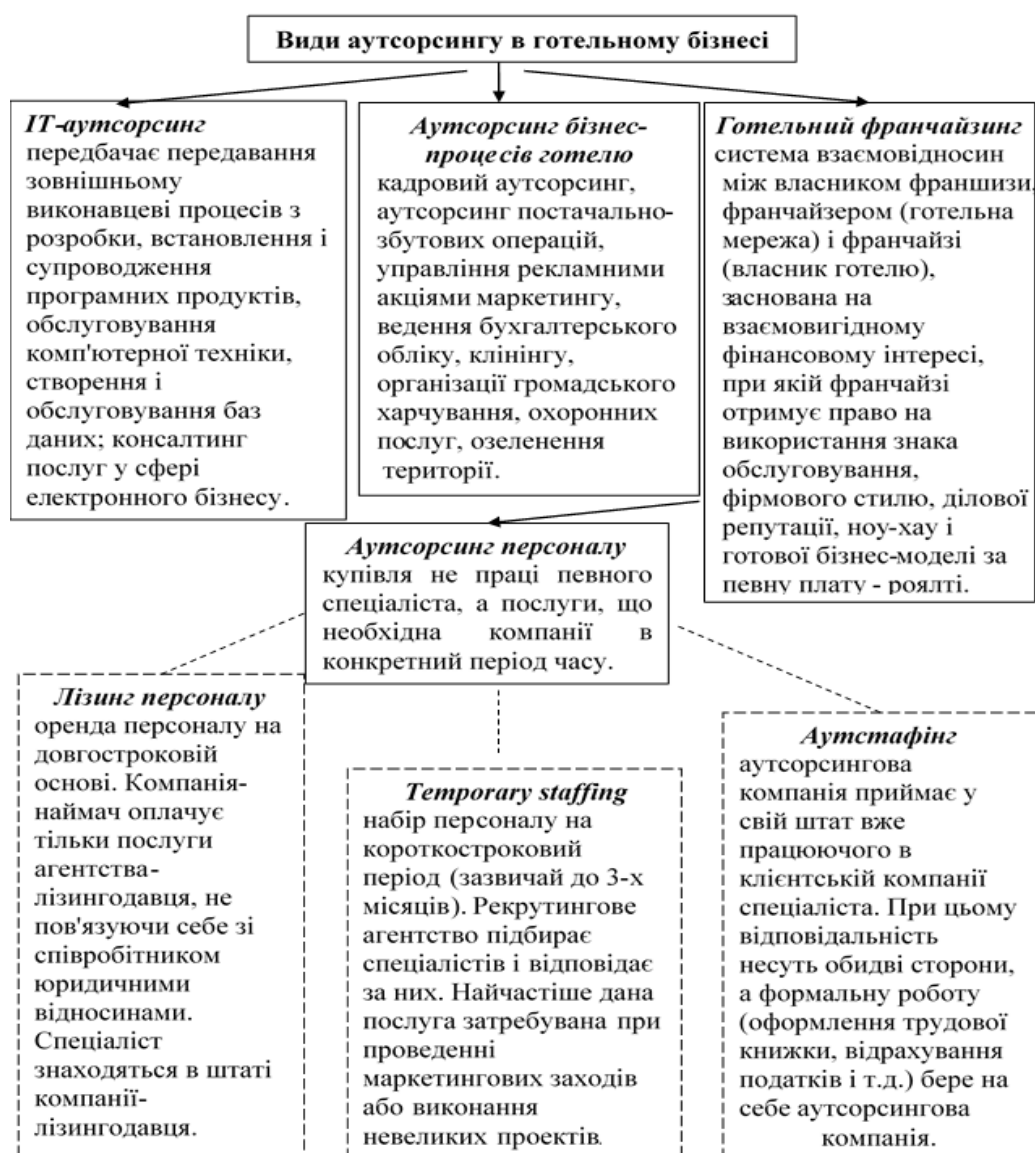 Види аутсорсингу в готельному бізнесі
ІТ-аутсорсинг
передбачає передавання
зовнішньому
виконавцеві процесів з
розробки, встановлення і
супроводження
програмних продуктів,
обслуговування
комп'ютерної техніки,
створення і
обслуговування баз
даних; консалтинг
послуг у сфері
електронного бізнесу.
Аутсорсинг бізнес-
процесів готелю
кадровий аутсорсинг,
аутсорсинг постачально-
збутових операцій,
управління рекламними
акціями маркетингу,
ведення бухгалтерського
обліку, клінінгу,
організації громадського
харчування, охоронних
послуг, озеленення
території.
Готельний франчайзинг
система взаємовідносин
між власником франшизи,
франчайзером (готельна
мережа) і франчайзі
(власник готелю),
заснована на
взаємовигідному
фінансовому інтересі,
при якій франчайзі
отримує право на
використання знака
обслуговування,
фірмового стилю, ділової
репутації, ноу-хау і
готової бізнес-моделі за
певну плату - роялті.
Аутсорсинг персоналу
купівля не праці певного
спеціаліста, а послуги, що
необхідна компанії в
конкретний період часу.
Лізинг персоналу
оренда персоналу на
довгостроковій
основі. Компанія-
наймач оплачує
тільки послуги
агентства-
лізингодавця, не
пов'язуючи себе зі
співробітником
юридичними
відносинами.
Спеціаліст
знаходяться в штаті
компанії-
лізингодавця.
Temporary staffing
набір персоналу на
короткостроковий
період (зазвичай до 3-х
місяців). Рекрутингове
агентство підбирає
спеціалістів і відповідає
за них. Найчастіше дана
послуга затребувана при
проведенні
маркетингових заходів
або виконання
невеликих проектів.
Аутстафінг
аутсорсингова
компанія приймає у
свій штат вже
працюючого в
клієнтській компанії
спеціаліста. При цьому
відповідальність
несуть обидві сторони,
а формальну роботу
(оформлення трудової
книжки, відрахування
податків і т.д.) бере на
себе аутсорсингова
компанія.